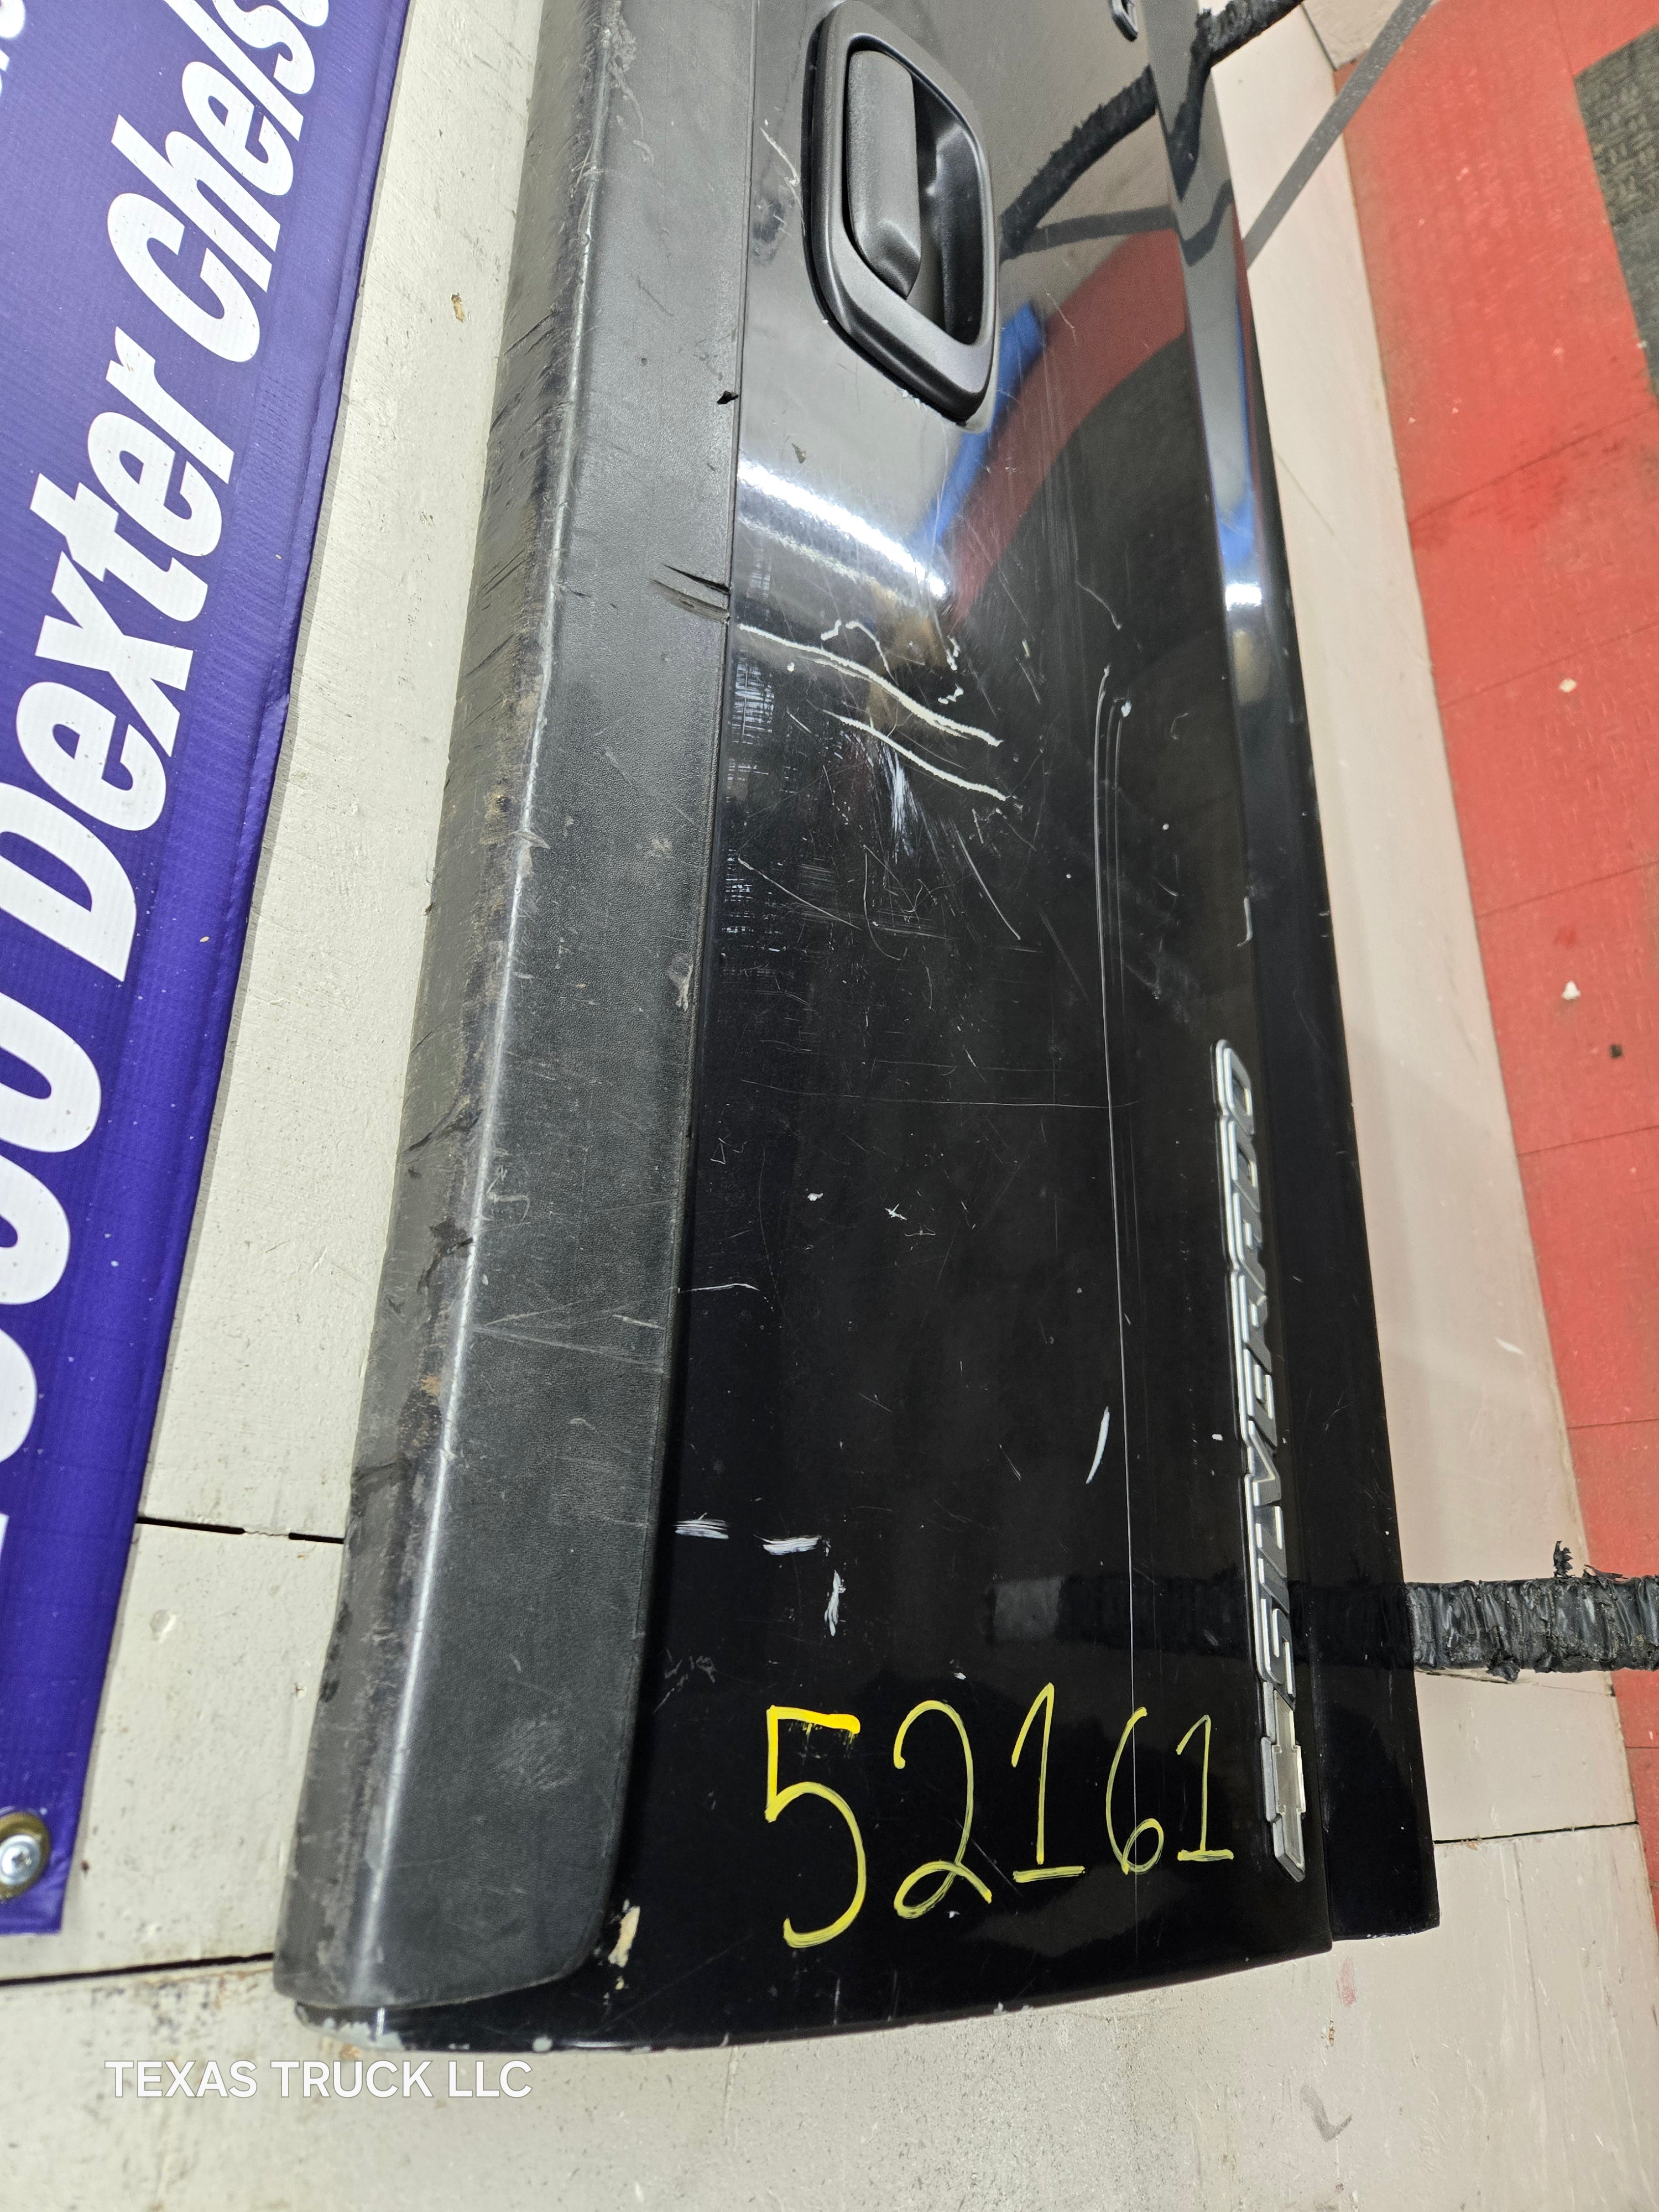 Dexter Chels
SILVERADO
52161
TEXAS TRUCK LLC